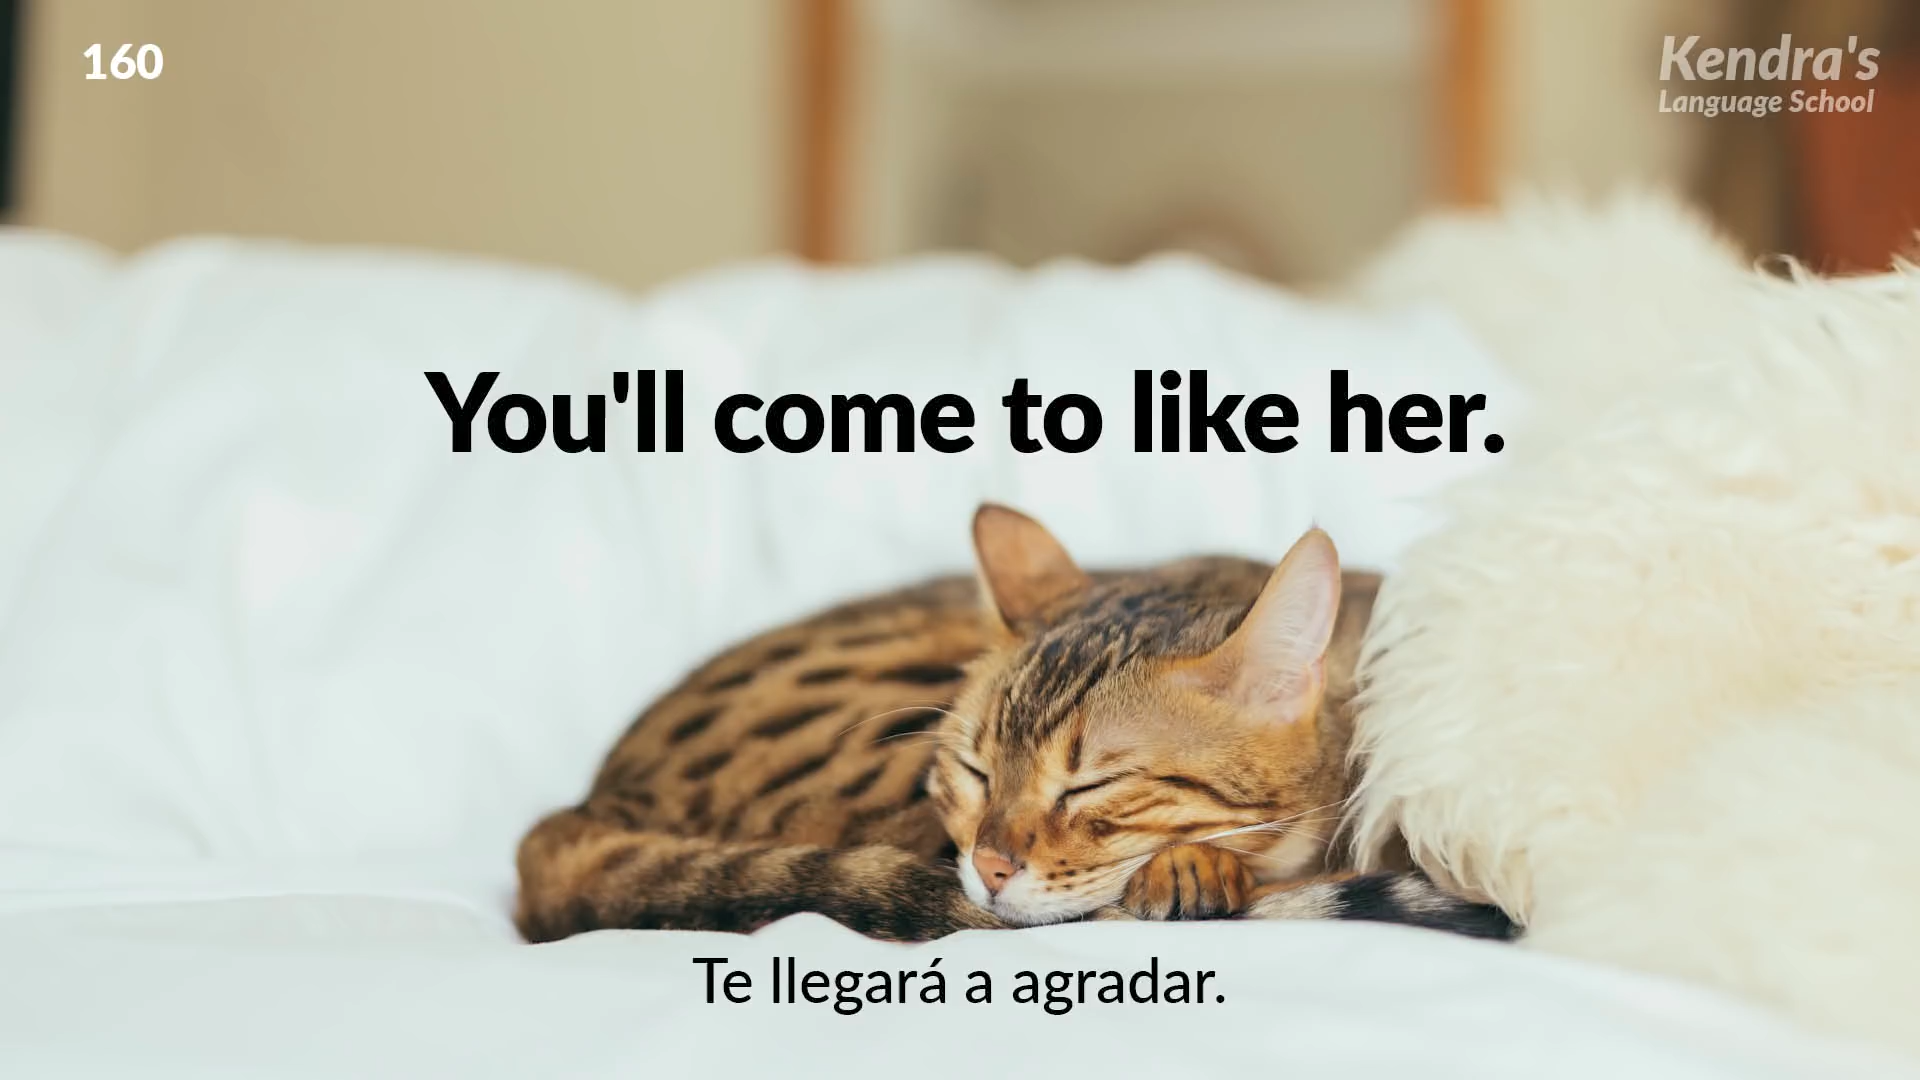 160
Kendra's
Language School
You'll come to like her.
Te llegará a agradar.